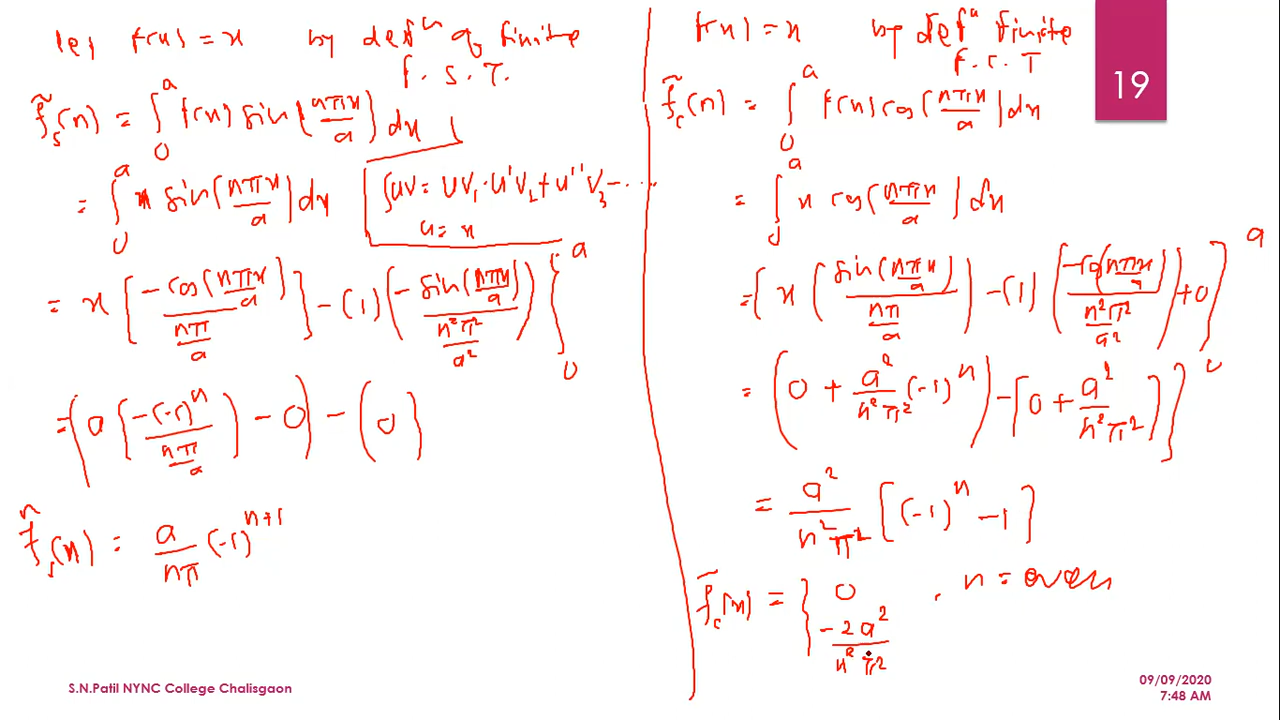 let f(x) = x by defⁿ of finite
F. S. T.
f̃ₛ(n) = ∫₀ᵃ f(x) sin(nπx/a) dx
= ∫₀ᵃ x sin(nπx/a) dx
∫uv = uv₁ - u'v₂ + u''v₃ - ...
u = x
= x [-cos(nπx/a) / (nπ/a)] - (1) (-sin(nπx/a) / (n²π²/a²)) ]₀ᵃ
= (a (-(-1)ⁿ / (nπ/a)) - 0) - (0)
f̃ₛ(n) = a/nπ (-1)ⁿ⁺¹
f(x) = x by Defⁿ Finite
F. C. T
f̃c(n) = ∫₀ᵃ f(x) cos(nπx/a) dx
= ∫₀ᵃ x cos(nπx/a) dx
= [ x (sin(nπx/a) / (nπ/a)) - (1) (-cos(nπx/a) / (n²π²/a²)) + 0 ]₀ᵃ
= (0 + a²/n²π² (-1)ⁿ) - [0 + a²/n²π²] ]
= a²/n²π² [(-1)ⁿ - 1]
f̃c(n) = { 0 , n = even
-2a²/n²π²
19
S.N.Patil NYNC College Chalisgaon
09/09/2020
7:48 AM